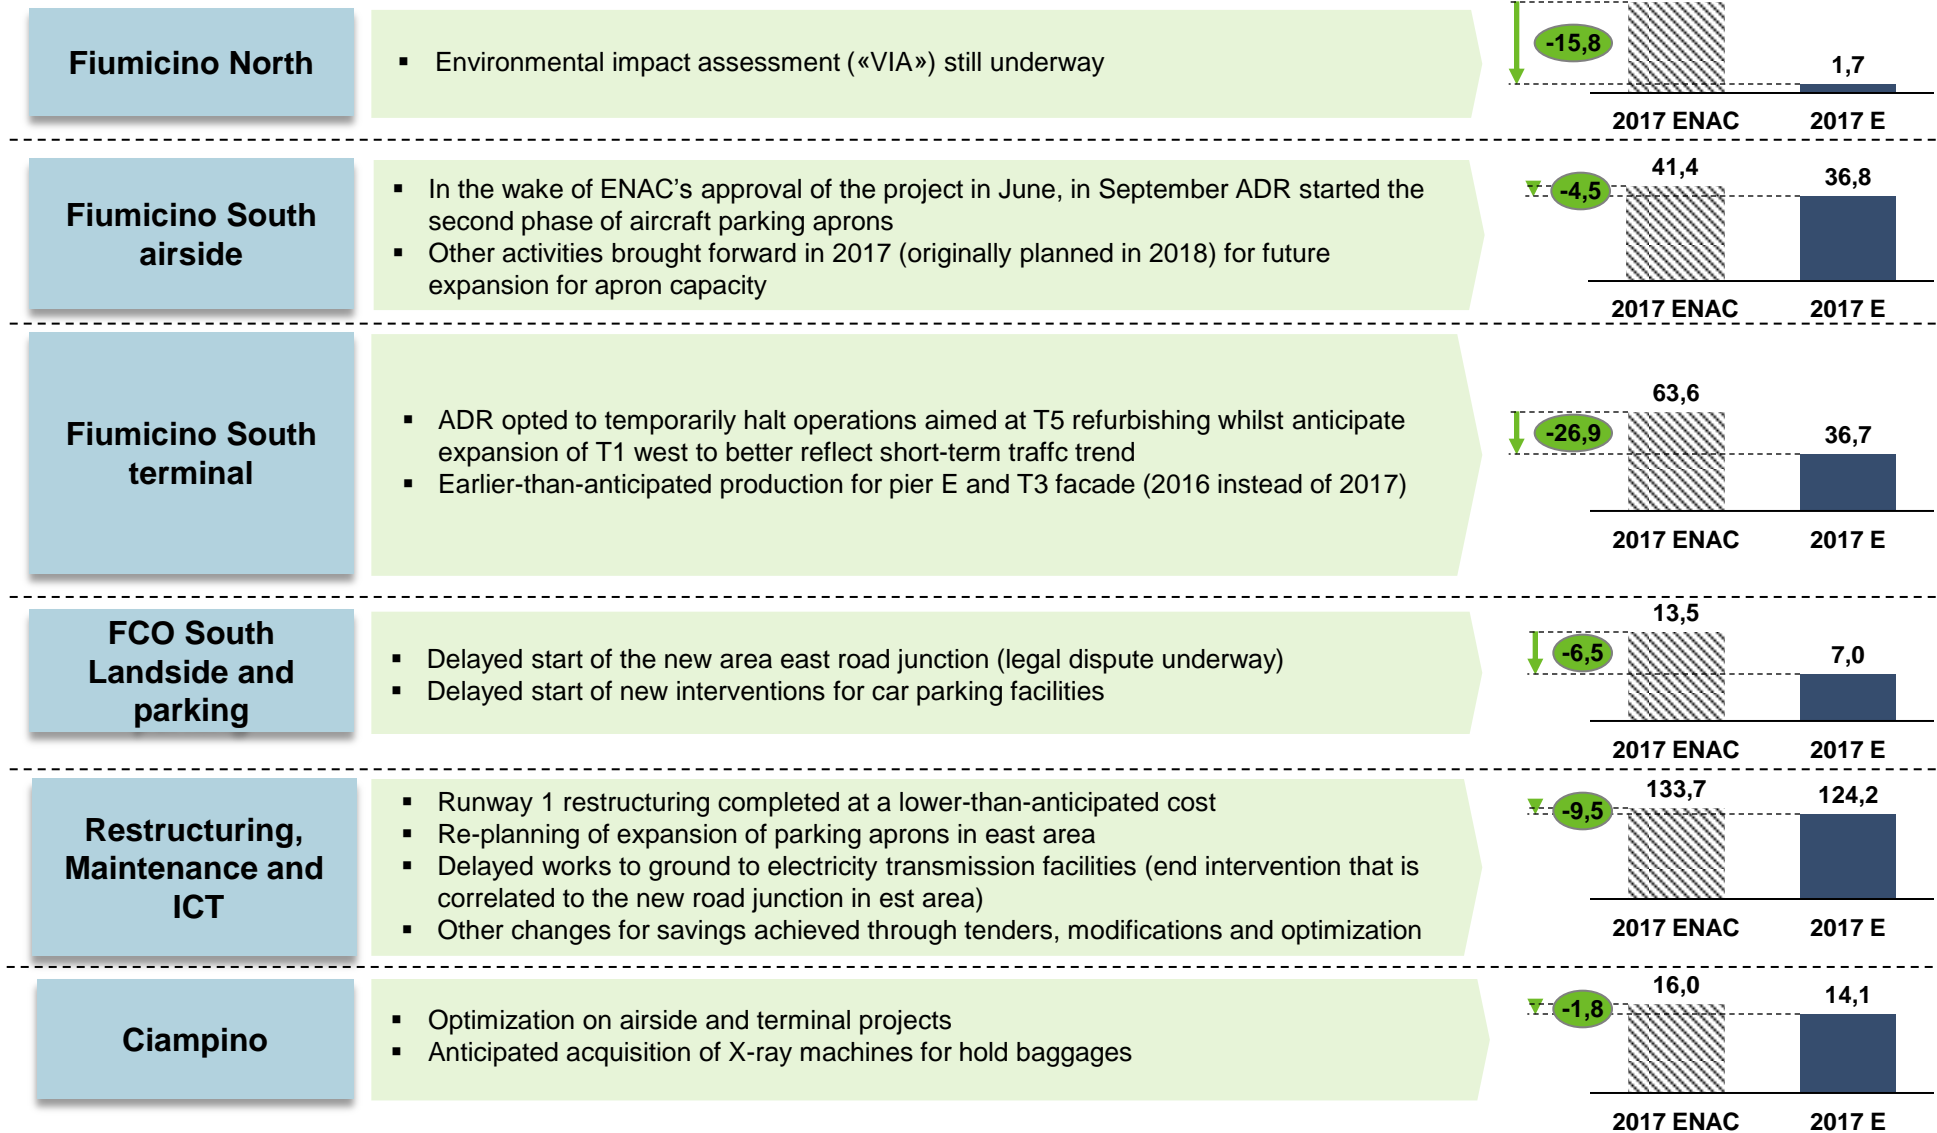 Fiumicino North
▪ Environmental impact assessment («VIA») still underway
-15,8
1,7
2017 ENAC
2017 E
Fiumicino South
airside
▪ In the wake of ENAC’s approval of the project in June, in September ADR started the
second phase of aircraft parking aprons
▪ Other activities brought forward in 2017 (originally planned in 2018) for future
expansion for apron capacity
41,4
-4,5
36,8
2017 ENAC
2017 E
Fiumicino South
terminal
▪ ADR opted to temporarily halt operations aimed at T5 refurbishing whilst anticipate
expansion of T1 west to better reflect short-term traffc trend
▪ Earlier-than-anticipated production for pier E and T3 facade (2016 instead of 2017)
63,6
-26,9
36,7
2017 ENAC
2017 E
FCO South
Landside and
parking
▪ Delayed start of the new area east road junction (legal dispute underway)
▪ Delayed start of new interventions for car parking facilities
13,5
-6,5
7,0
2017 ENAC
2017 E
Restructuring,
Maintenance and
ICT
▪ Runway 1 restructuring completed at a lower-than-anticipated cost
▪ Re-planning of expansion of parking aprons in east area
▪ Delayed works to ground to electricity transmission facilities (end intervention that is
correlated to the new road junction in est area)
▪ Other changes for savings achieved through tenders, modifications and optimization
133,7
-9,5
124,2
2017 ENAC
2017 E
Ciampino
▪ Optimization on airside and terminal projects
▪ Anticipated acquisition of X-ray machines for hold baggages
16,0
-1,8
14,1
2017 ENAC
2017 E